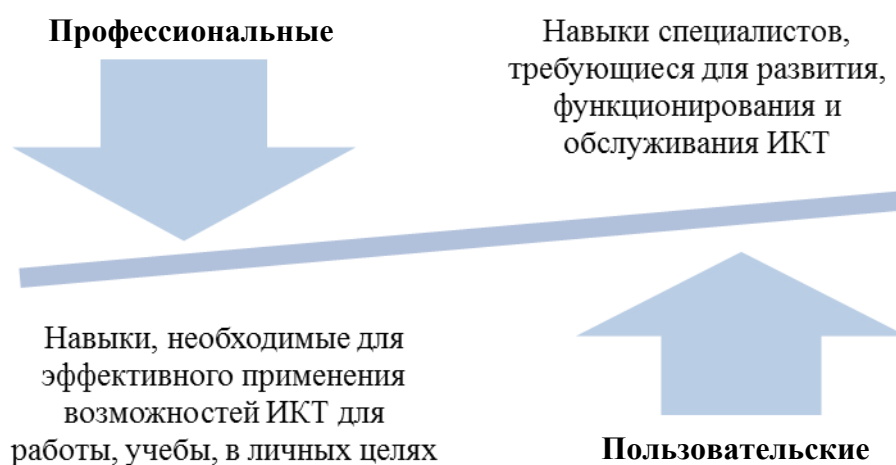 Профессиональные
Навыки специалистов,
требующиеся для развития,
функционирования и
обслуживания ИКТ
Навыки, необходимые для
эффективного применения
возможностей ИКТ для
работы, учебы, в личных целях
Пользовательские